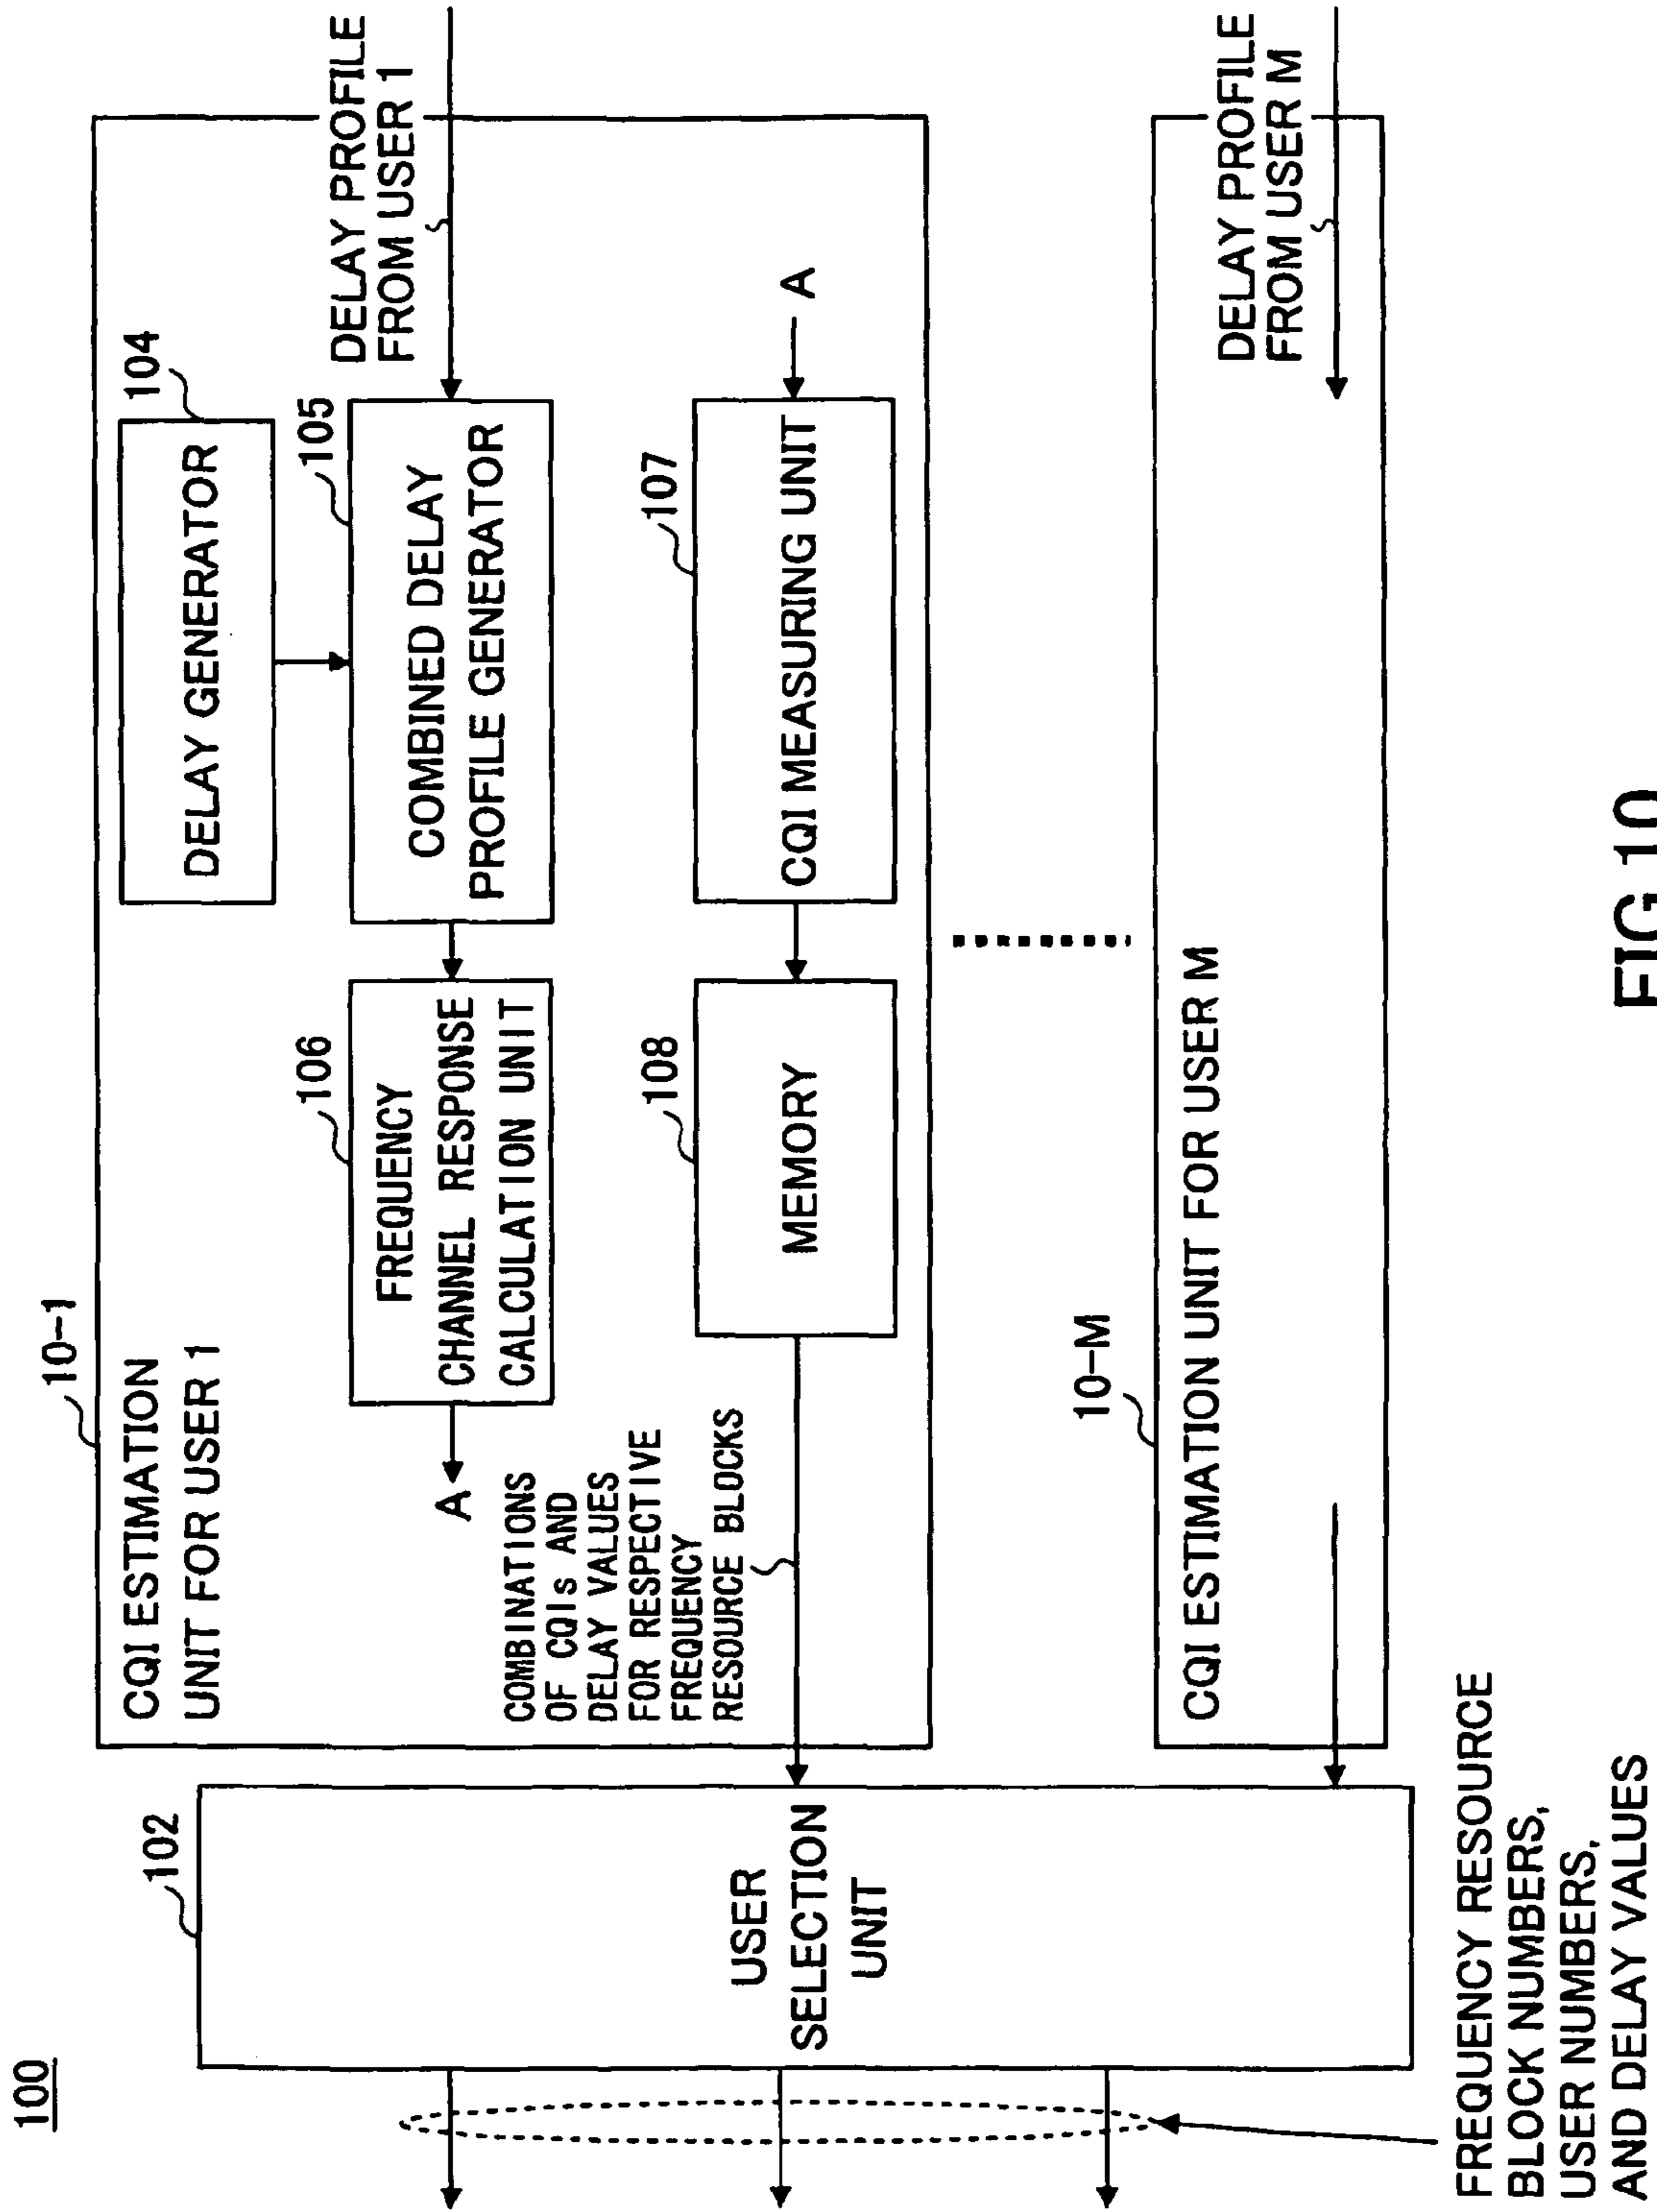 100
102
USER
SELECTION
UNIT
FREQUENCY RESOURCE
BLOCK NUMBERS,
USER NUMBERS,
AND DELAY VALUES
10-1
CQI ESTIMATION
UNIT FOR USER 1
A
106
FREQUENCY
CHANNEL RESPONSE
CALCULATION UNIT
104
DELAY GENERATOR
105
COMBINED DELAY
PROFILE GENERATOR
DELAY PROFILE
FROM USER 1
COMBINATIONS
OF CQIs AND
DELAY VALUES
FOR RESPECTIVE
FREQUENCY
RESOURCE BLOCKS
108
MEMORY
107
CQI MEASURING UNIT
A
10-M
CQI ESTIMATION UNIT FOR USER M
DELAY PROFILE
FROM USER M
FIG.10